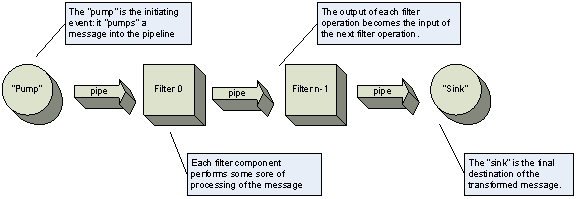 The "pump" is the initiating
event: it "pumps" a
message into the pipeline
The output of each filter
operation becomes the input of
the next filter operation.
"Pump"
pipe
Filter 0
pipe
Filter n-1
pipe
"Sink"
Each filter component
performs some sore of
processing of the message
The "sink" is the final
destination of the
transformed message.